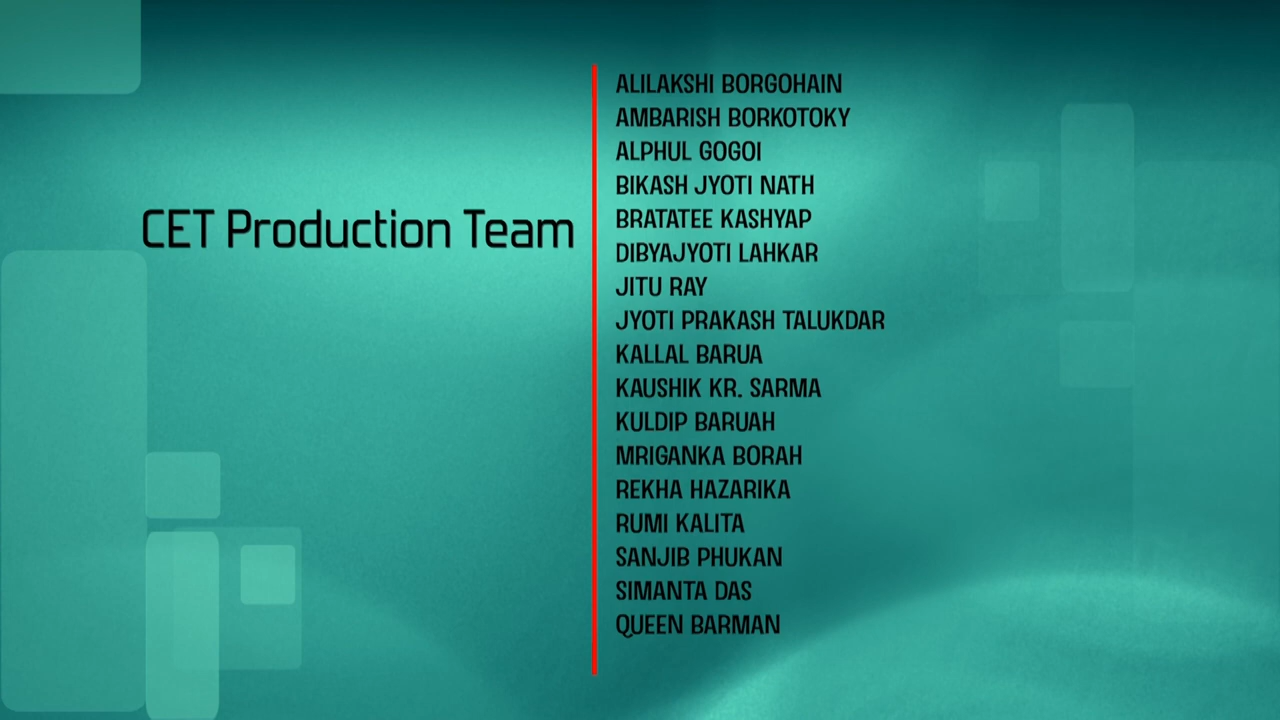 CET Production Team
ALILAKSHI BORGOHAIN
AMBARISH BORKOTOKY
ALPHUL GOGOI
BIKASH JYOTI NATH
BRATATEE KASHYAP
DIBYAJYOTI LAHKAR
JITU RAY
JYOTI PRAKASH TALUKDAR
KALLAL BARUA
KAUSHIK KR. SARMA
KULDIP BARUAH
MRIGANKA BORAH
REKHA HAZARIKA
RUMI KALITA
SANJIB PHUKAN
SIMANTA DAS
QUEEN BARMAN